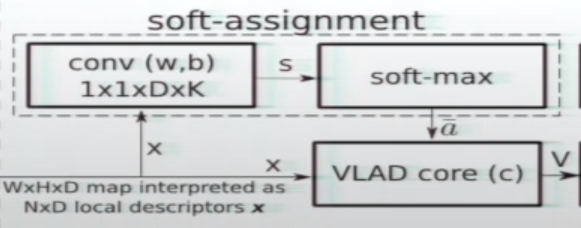 soft-assignment
conv (w,b)
1x1xDxK
s
soft-max
x
ā
x
VLAD core (c)
V
WxHxD map interpreted as
NxD local descriptors x